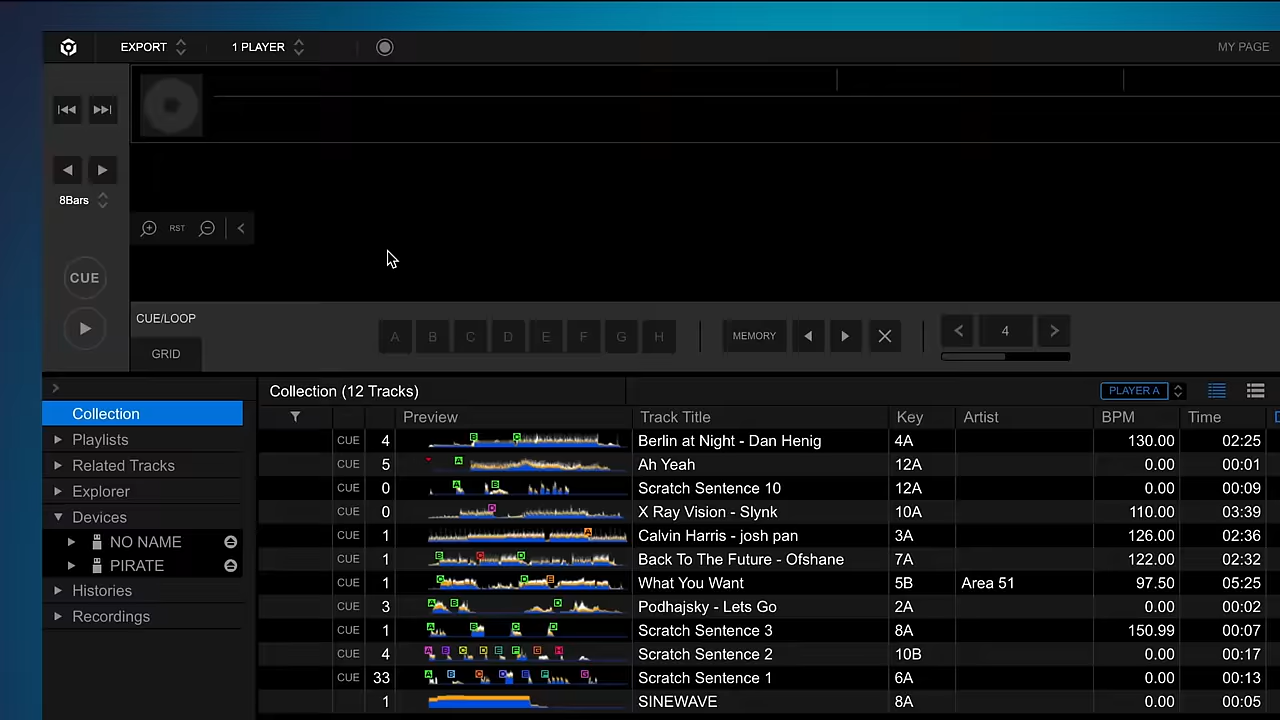 EXPORT 1 PLAYER MY PAGE
8Bars
RST
CUE
CUE/LOOP
GRID
A B C D E F G H MEMORY 4
Collection (12 Tracks) PLAYER A
Collection
Playlists
Related Tracks
Explorer
Devices
NO NAME
PIRATE
Histories
Recordings
Preview Track Title Key Artist BPM Time
CUE 4 B C Berlin at Night - Dan Henig 4A 130.00 02:25
CUE 5 A Ah Yeah 12A 0.00 00:01
CUE 0 A B Scratch Sentence 10 12A 0.00 00:09
CUE 0 X Ray Vision - Slynk 10A 110.00 03:39
CUE 1 A Calvin Harris - josh pan 3A 126.00 02:36
CUE 1 B C D Back To The Future - Ofshane 7A 122.00 02:32
CUE 1 C D E What You Want 5B Area 51 97.50 05:25
CUE 3 A B D Podhajsky - Lets Go 2A 0.00 00:02
CUE 1 A B C D Scratch Sentence 3 8A 150.99 00:07
CUE 4 A B C D E F G H Scratch Sentence 2 10B 0.00 00:17
CUE 33 A B C D E F G Scratch Sentence 1 6A 0.00 00:13
1 SINEWAVE 8A 0.00 00:05